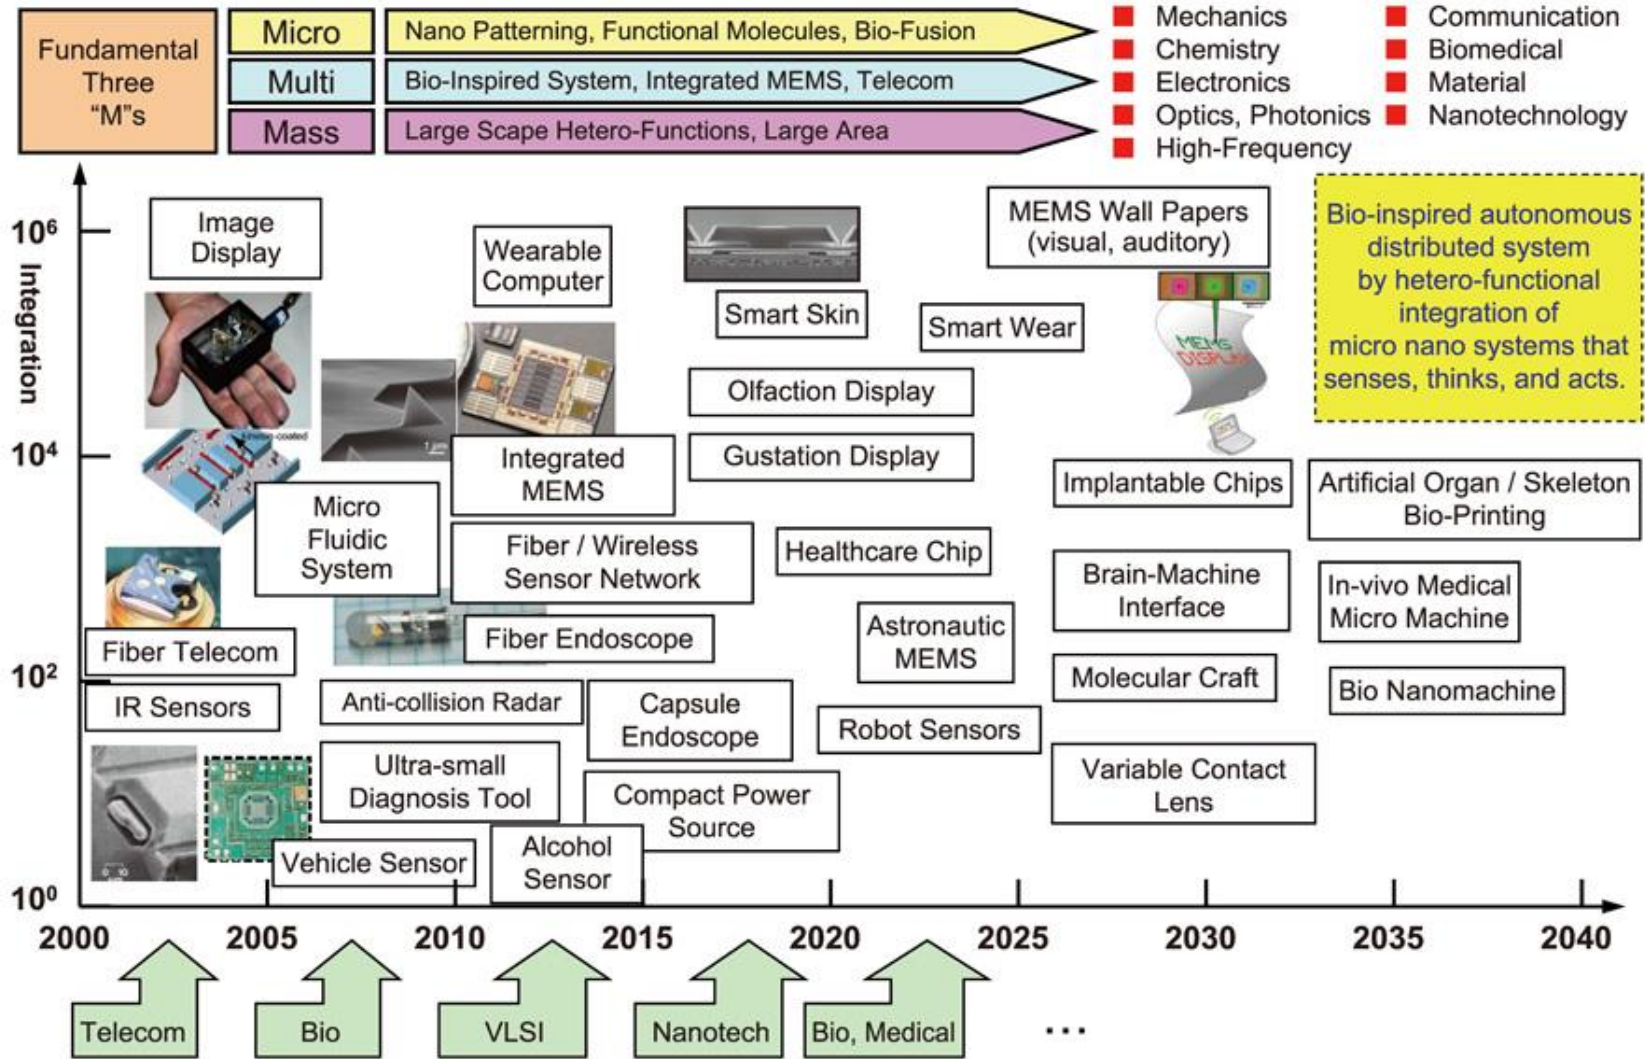 Fundamental
Three
“M”s
Micro
Nano Patterning, Functional Molecules, Bio-Fusion
Multi
Bio-Inspired System, Integrated MEMS, Telecom
Mass
Large Scape Hetero-Functions, Large Area
Mechanics
Chemistry
Electronics
Optics, Photonics
High-Frequency
Communication
Biomedical
Material
Nanotechnology
Integration
10⁶
10⁴
10²
10⁰
Image
Display
Wearable
Computer
Smart Skin
MEMS Wall Papers
(visual, auditory)
Smart Wear
MEMS
DISPLAY
Bio-inspired autonomous
distributed system
by hetero-functional
integration of
micro nano systems that
senses, thinks, and acts.
1 μm
Olfaction Display
Gustation Display
Integrated
MEMS
Micro
Fluidic
System
Implantable Chips
Artificial Organ / Skeleton
Bio-Printing
Fiber / Wireless
Sensor Network
Healthcare Chip
Brain-Machine
Interface
In-vivo Medical
Micro Machine
Fiber Telecom
Fiber Endoscope
Astronautic
MEMS
IR Sensors
Anti-collision Radar
Capsule
Endoscope
Robot Sensors
Molecular Craft
Bio Nanomachine
Ultra-small
Diagnosis Tool
Compact Power
Source
Variable Contact
Lens
Vehicle Sensor
Alcohol
Sensor
2000 2005 2010 2015 2020 2025 2030 2035 2040
Telecom
Bio
VLSI
Nanotech
Bio, Medical
...